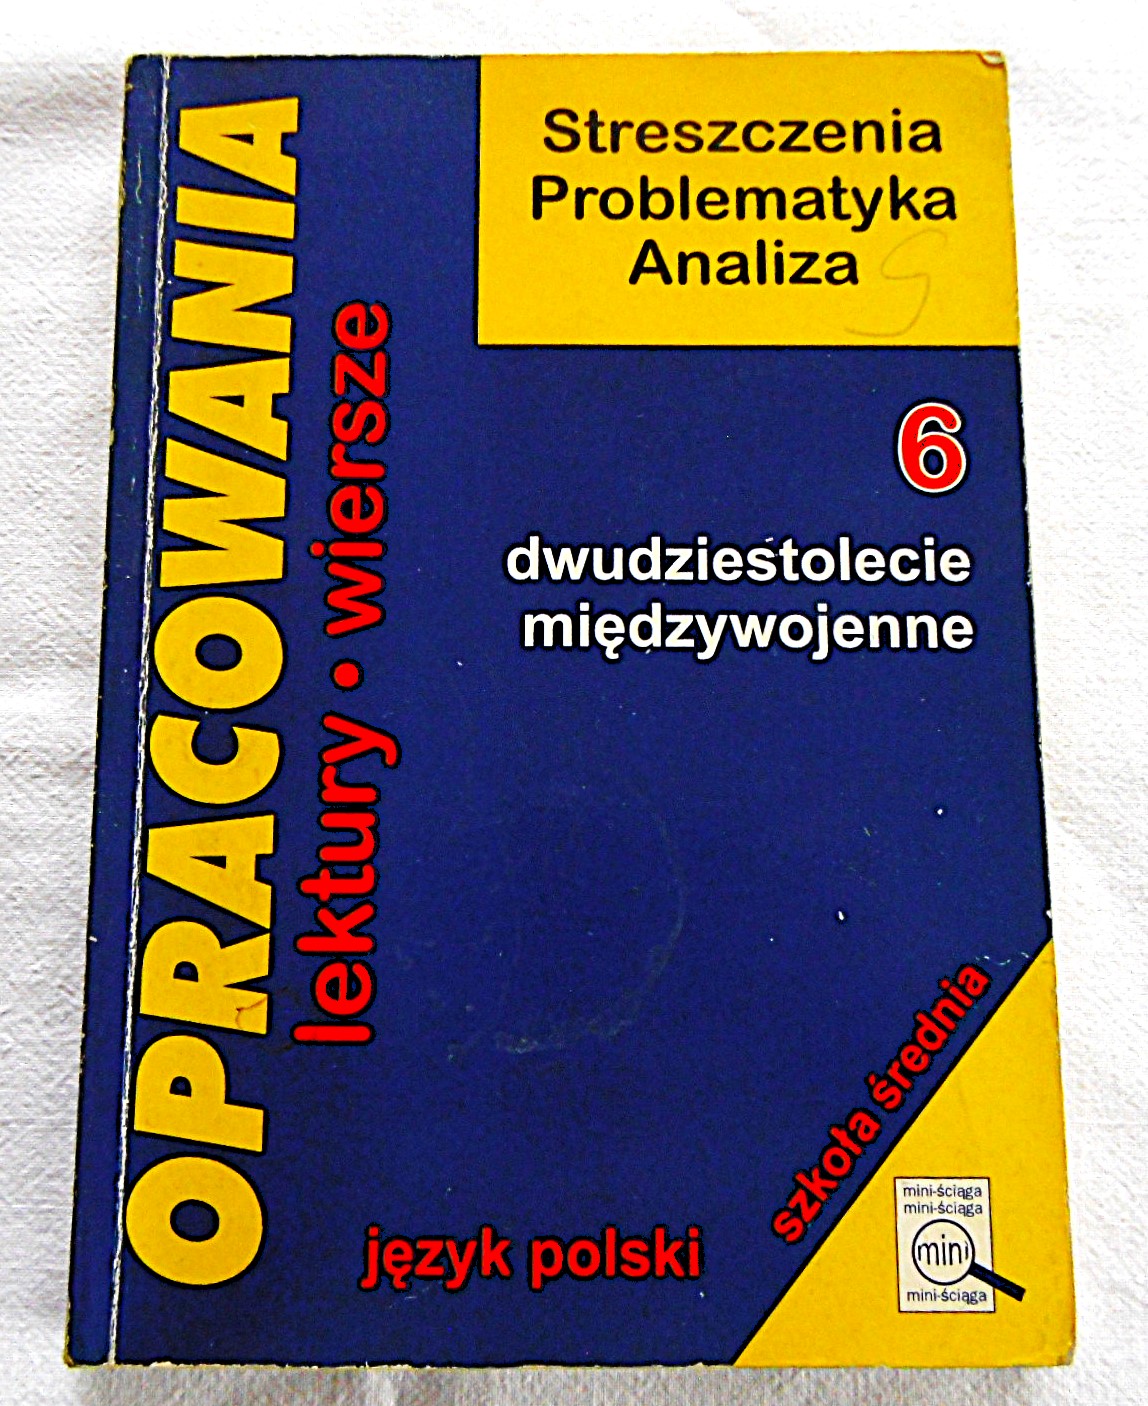 OPRACOWANIA
lektury • wiersze
Streszczenia
Problematyka
Analiza
6
dwudziestolecie
międzywojenne
język polski
szkoła średnia
mini-ściąga
mini-ściąga
mini
mini-ściąga